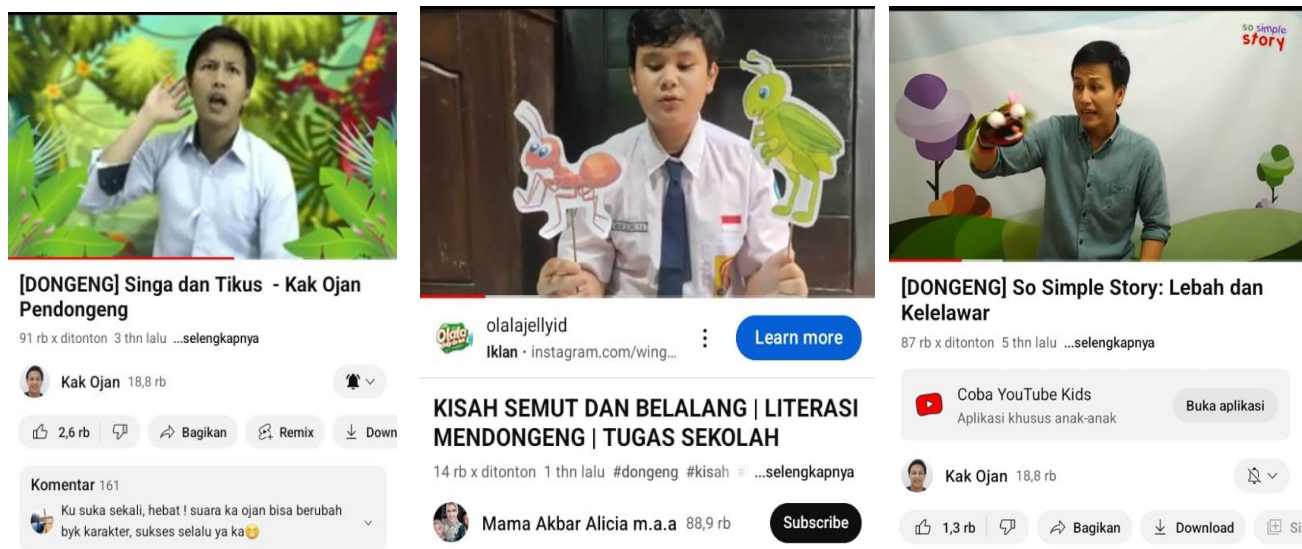 [DONGENG] Singa dan Tikus - Kak Ojan
Pendongeng
91 rb x ditonton 3 thn lalu ...selengkapnya
Kak Ojan 18,8 rb
2,6 rb Bagikan Remix Down
Komentar 161
Ku suka sekali, hebat ! suara ka ojan bisa berubah
byk karakter, sukses selalu ya ka😁
Olala
olalajellyid
Iklan · instagram.com/wing...
Learn more
KISAH SEMUT DAN BELALANG | LITERASI
MENDONGENG | TUGAS SEKOLAH
14 rb x ditonton 1 thn lalu #dongeng #kisah # ...selengkapnya
Mama Akbar Alicia m.a.a 88,9 rb
Subscribe
so simple
story
[DONGENG] So Simple Story: Lebah dan
Kelelawar
87 rb x ditonton 5 thn lalu ...selengkapnya
Coba YouTube Kids
Aplikasi khusus anak-anak
Buka aplikasi
Kak Ojan 18,8 rb
1,3 rb Bagikan Download Si